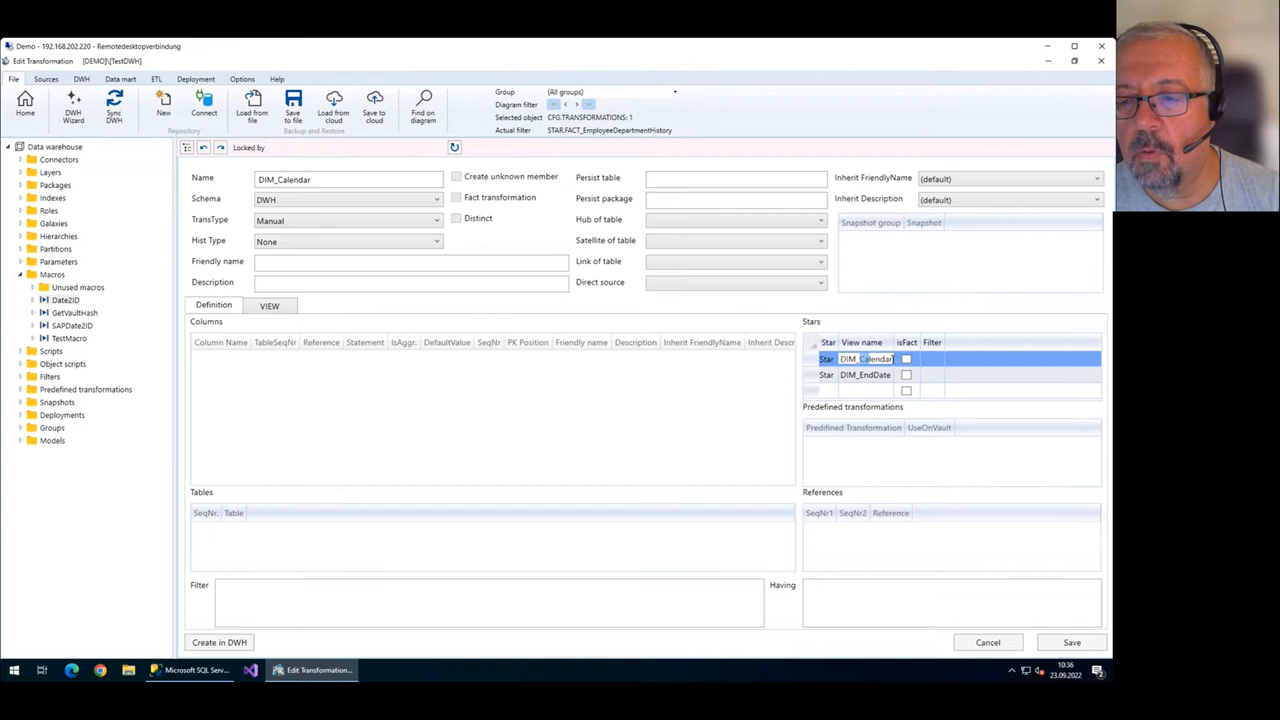 Demo - 192.168.202.220 - Remotedesktopverbindung
Edit Transformation [DEMO]\[TestDWH]
File Sources DWH Data mart ETL Deployment Options Help
Home DWH Wizard Sync DWH New Connect Load from file Save to file Load from cloud Save to cloud Find on diagram
Repository Backup and Restore
Group (All groups)
Diagram filter
Selected object CFG.TRANSFORMATIONS: 1
Actual filter STAR.FACT_EmployeeDepartmentHistory
Data warehouse
Connectors
Layers
Packages
Indexes
Roles
Galaxies
Hierarchies
Partitions
Parameters
Macros
Unused macros
Date2ID
GetVaultHash
SAPDate2ID
TestMacro
Scripts
Object scripts
Filters
Predefined transformations
Snapshots
Deployments
Groups
Models
Locked by
Name DIM_Calendar Create unknown member Persist table Inherit FriendlyName (default)
Schema DWH Fact transformation Persist package Inherit Description (default)
TransType Manual Distinct Hub of table Snapshot group Snapshot
Hist Type None Satellite of table
Friendly name Link of table
Description Direct source
Definition VIEW
Columns
Column Name TableSeqNr Reference Statement IsAggr. DefaultValue SeqNr PK Position Friendly name Description Inherit FriendlyName Inherit Descri
Stars
Star View name isFact Filter
Star DIM_Calendar
Star DIM_EndDate
Predefined transformations
Predifined Transformation UseOnVault
Tables
SeqNr. Table
References
SeqNr1 SeqNr2 Reference
Filter
Having
Create in DWH Cancel Save
Microsoft SQL Serv... Edit Transformation...
10:36
23.09.2022